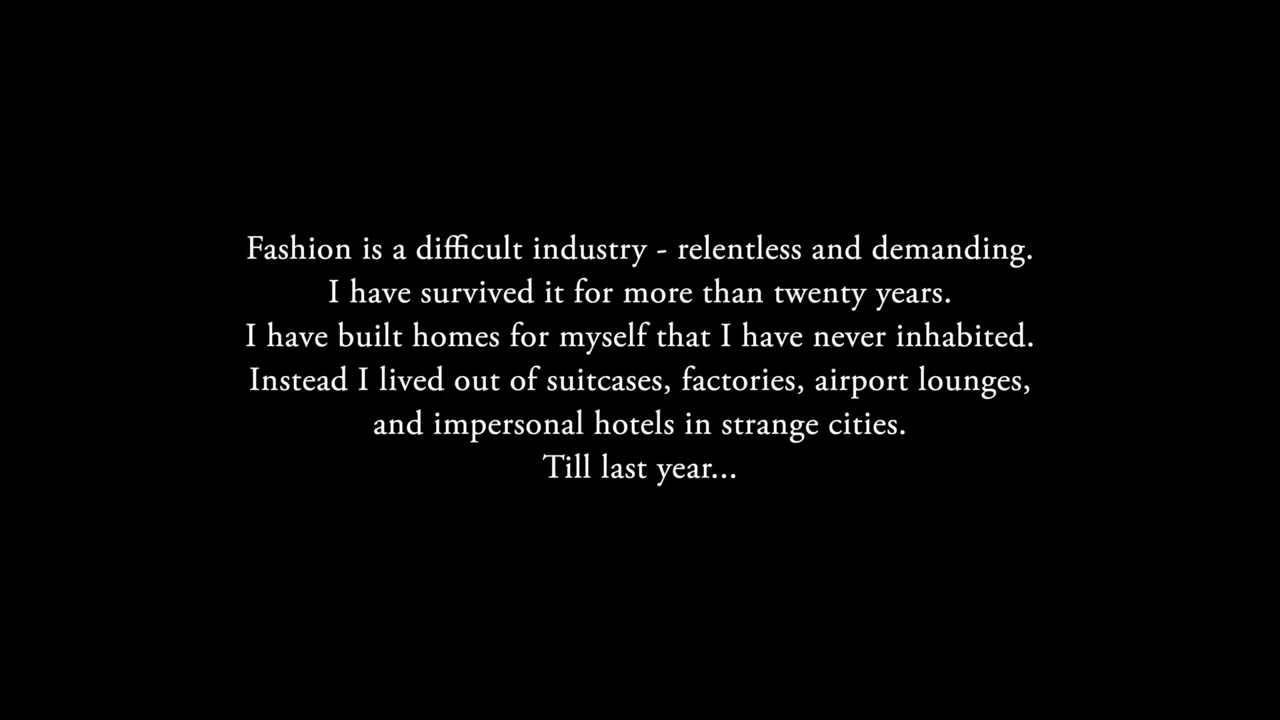 Fashion is a difficult industry - relentless and demanding.
I have survived it for more than twenty years.
I have built homes for myself that I have never inhabited.
Instead I lived out of suitcases, factories, airport lounges,
and impersonal hotels in strange cities.
Till last year...